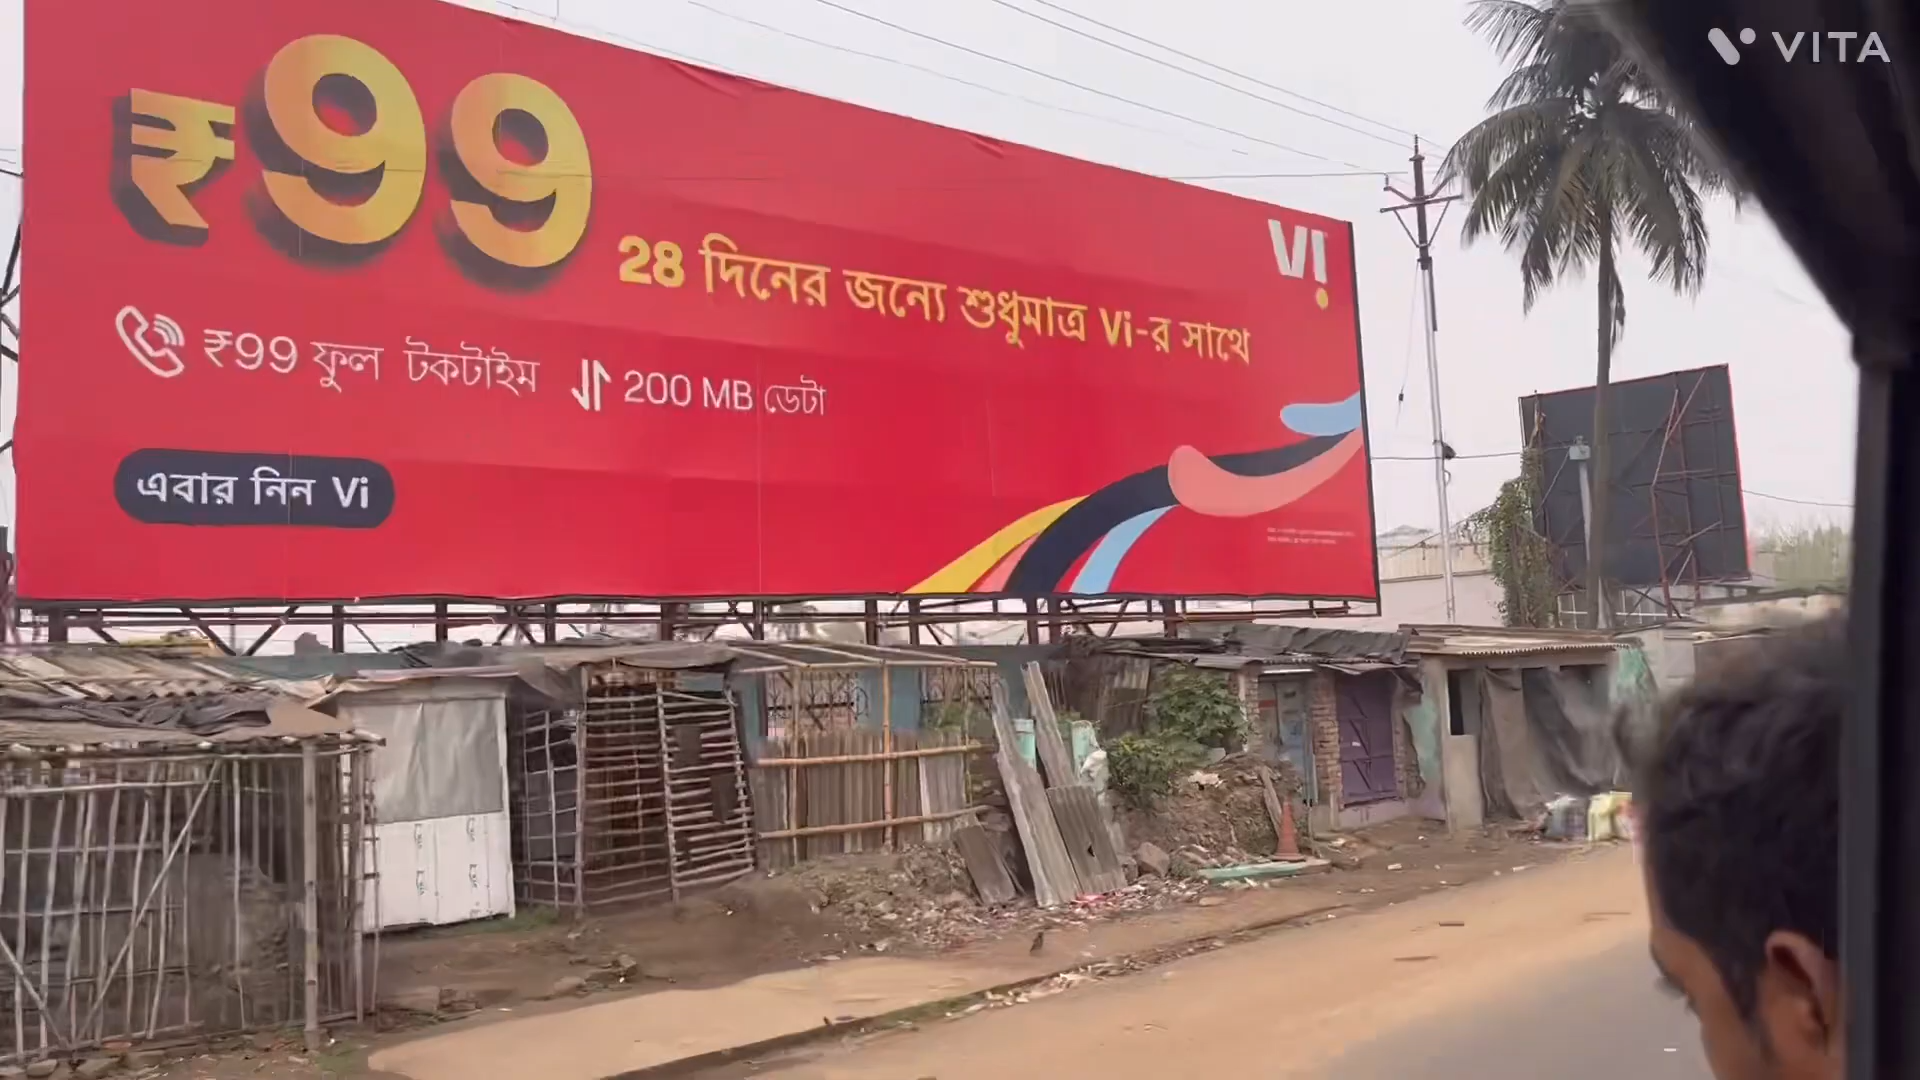 VITA
₹99
28 দিনের জন্যে শুধুমাত্র Vi-র সাথে
VI
₹99 ফুল টকটাইম
200 MB ডেটা
এবার নিন Vi